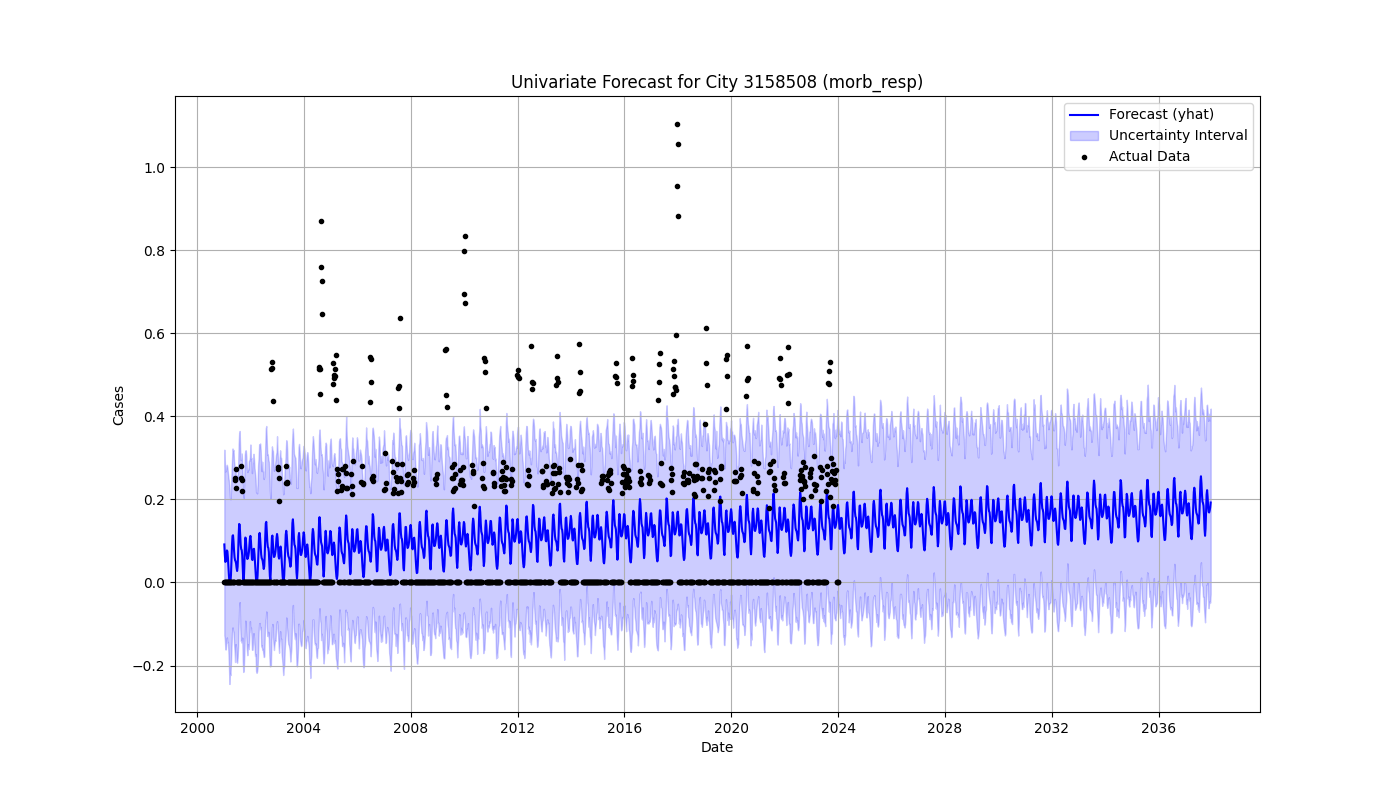 Univariate Forecast for City 3158508 (morb_resp)
Forecast (yhat)
Uncertainty Interval
Actual Data
Cases
1.0
0.8
0.6
0.4
0.2
0.0
−0.2
2000 2004 2008 2012 2016 2020 2024 2028 2032 2036
Date